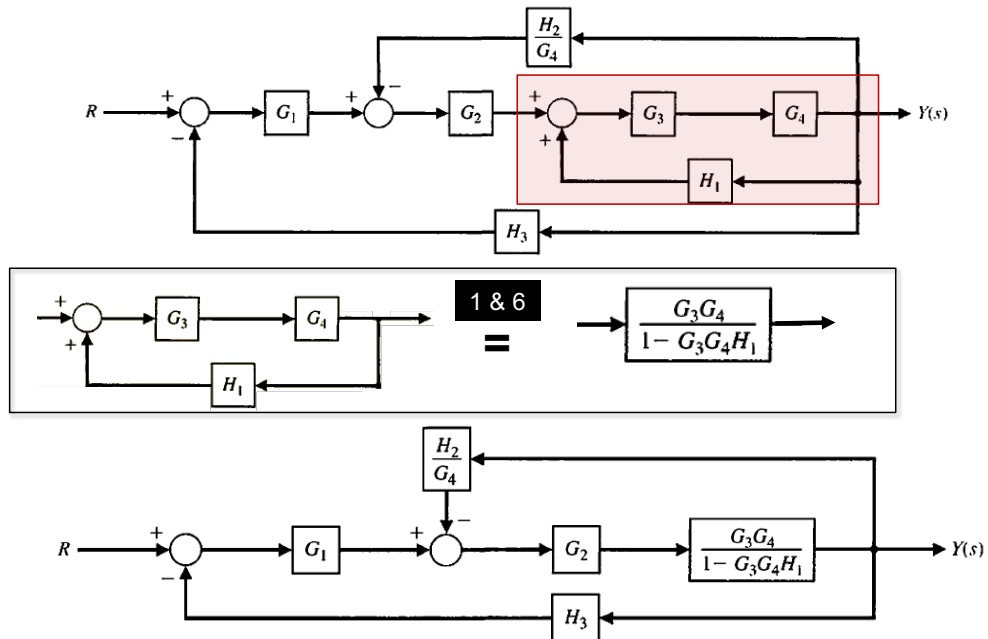 H₂
G₄
R + − G₁ + − G₂ + + G₃ G₄ Y(s)
H₁
H₃
+ + G₃ G₄
H₁
1 & 6
=
G₃G₄
1 − G₃G₄H₁
H₂
G₄
R + − G₁ + − G₂
G₃G₄
1 − G₃G₄H₁
Y(s)
H₃